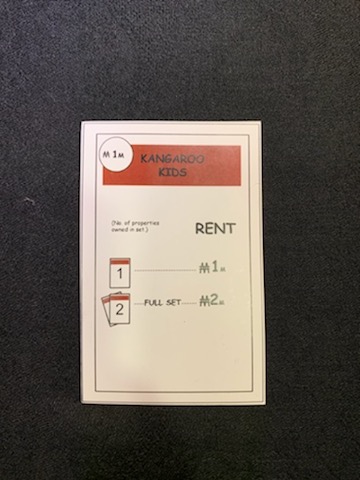 ₩ 1M
KANGAROO
KIDS
(No. of properties
owned in set.)
RENT
1
₩1M
2
FULL SET
₩2M